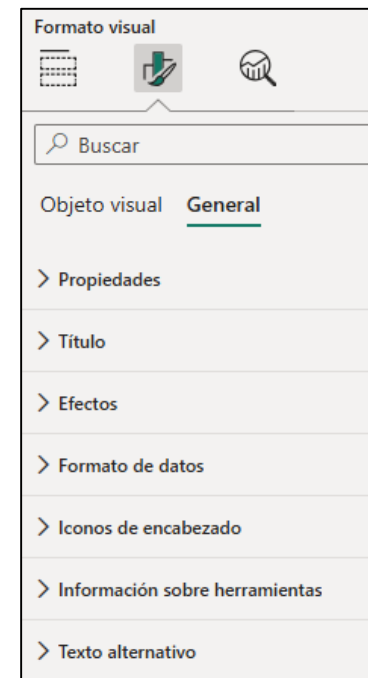 Formato visual
Buscar
Objeto visual General
Propiedades
Título
Efectos
Formato de datos
Iconos de encabezado
Información sobre herramientas
Texto alternativo